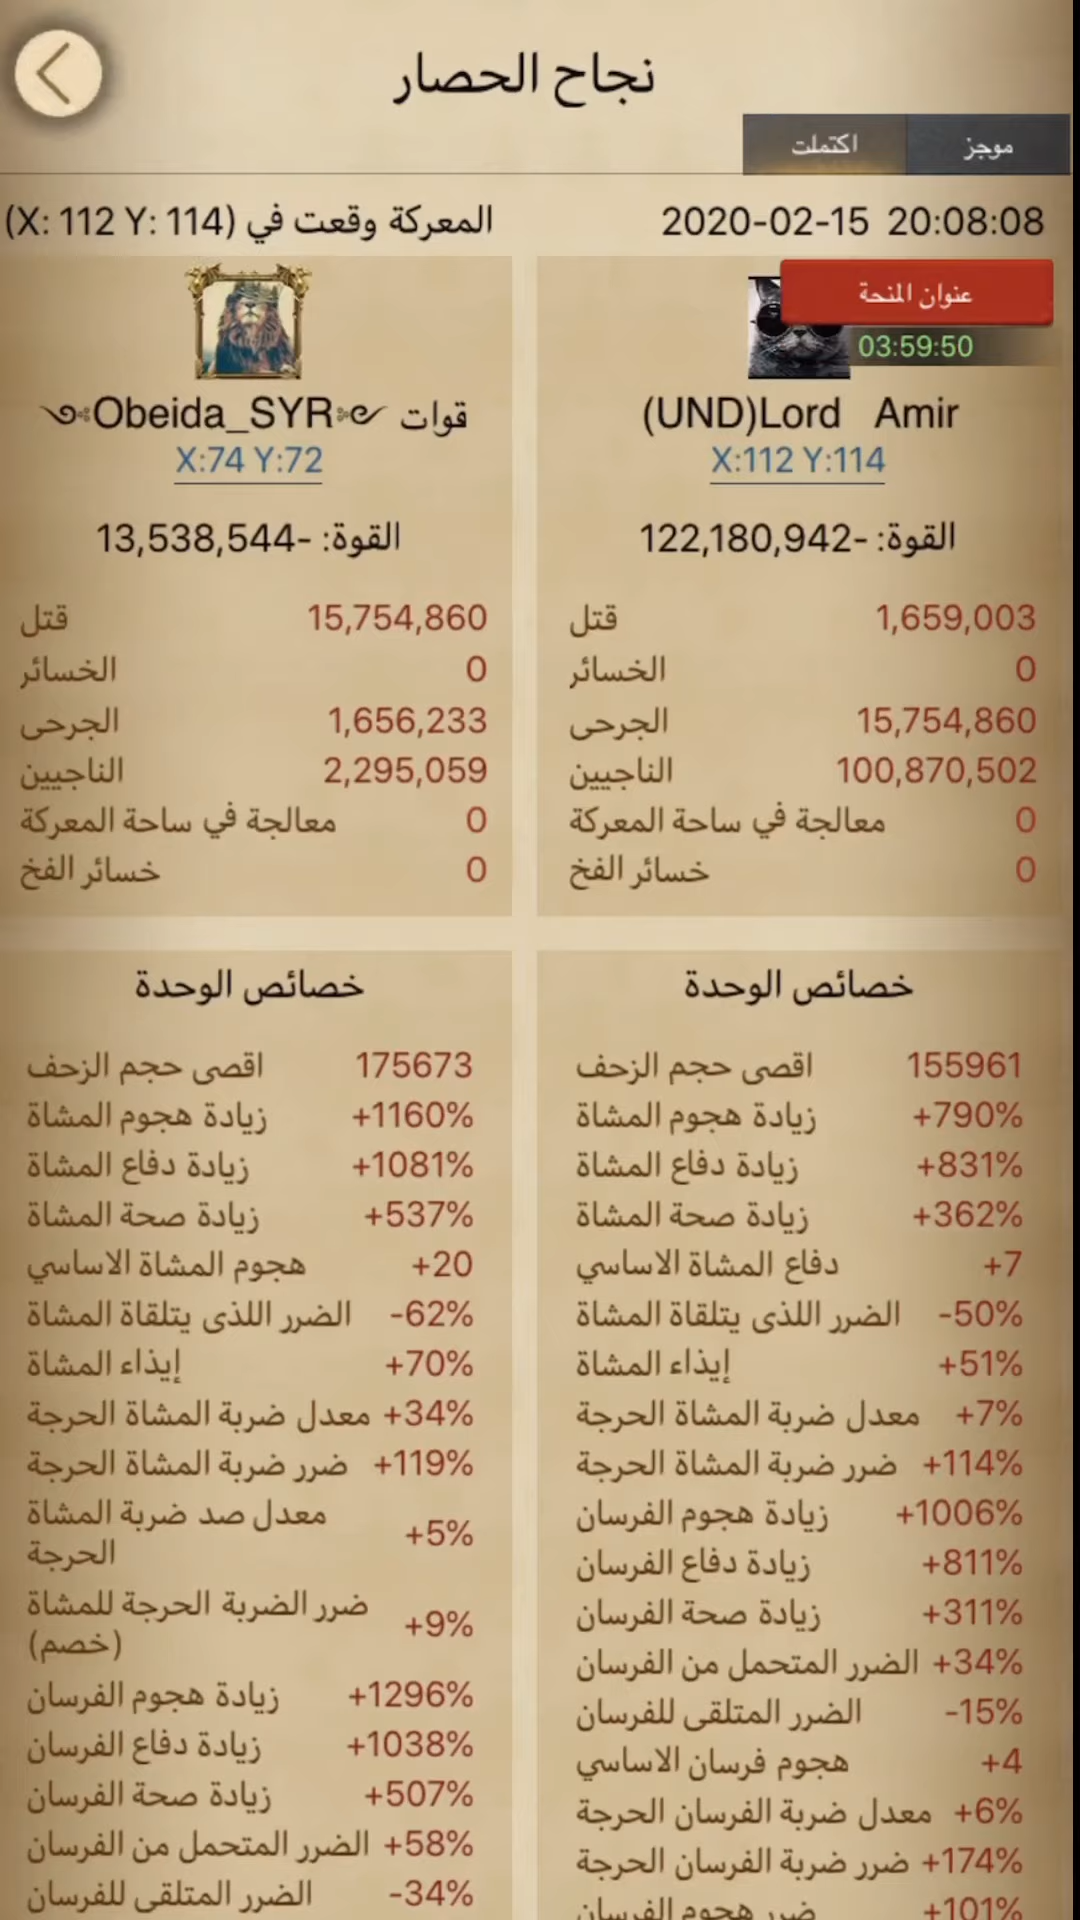 نجاح الحصار
موجز
اكتملت
2020-02-15 20:08:08
المعركة وقعت في (X: 112 Y: 114)
عنوان المنحة
03:59:50
قوات Obeida_SYR
X:74 Y:72
القوة: -13,538,544
قتل 15,754,860
الخسائر 0
الجرحى 1,656,233
الناجيين 2,295,059
معالجة في ساحة المعركة 0
خسائر الفخ 0
(UND)Lord Amir
X:112 Y:114
القوة: -122,180,942
قتل 1,659,003
الخسائر 0
الجرحى 15,754,860
الناجيين 100,870,502
معالجة في ساحة المعركة 0
خسائر الفخ 0
خصائص الوحدة
اقصى حجم الزحف 175673
زيادة هجوم المشاة +1160%
زيادة دفاع المشاة +1081%
زيادة صحة المشاة +537%
هجوم المشاة الاساسي +20
الضرر اللذى يتلقاة المشاة -62%
إيذاء المشاة +70%
معدل ضربة المشاة الحرجة +34%
ضرر ضربة المشاة الحرجة +119%
معدل صد ضربة المشاة
الحرجة +5%
ضرر الضربة الحرجة للمشاة
(خصم) +9%
زيادة هجوم الفرسان +1296%
زيادة دفاع الفرسان +1038%
زيادة صحة الفرسان +507%
الضرر المتحمل من الفرسان +58%
الضرر المتلقى للفرسان -34%
خصائص الوحدة
اقصى حجم الزحف 155961
زيادة هجوم المشاة +790%
زيادة دفاع المشاة +831%
زيادة صحة المشاة +362%
دفاع المشاة الاساسي +7
الضرر اللذى يتلقاة المشاة -50%
إيذاء المشاة +51%
معدل ضربة المشاة الحرجة +7%
ضرر ضربة المشاة الحرجة +114%
زيادة هجوم الفرسان +1006%
زيادة دفاع الفرسان +811%
زيادة صحة الفرسان +311%
الضرر المتحمل من الفرسان +34%
الضرر المتلقى للفرسان -15%
هجوم فرسان الاساسي +4
معدل ضربة الفرسان الحرجة +6%
ضرر ضربة الفرسان الحرجة +174%
ضرر هجوم الفرسان +101%